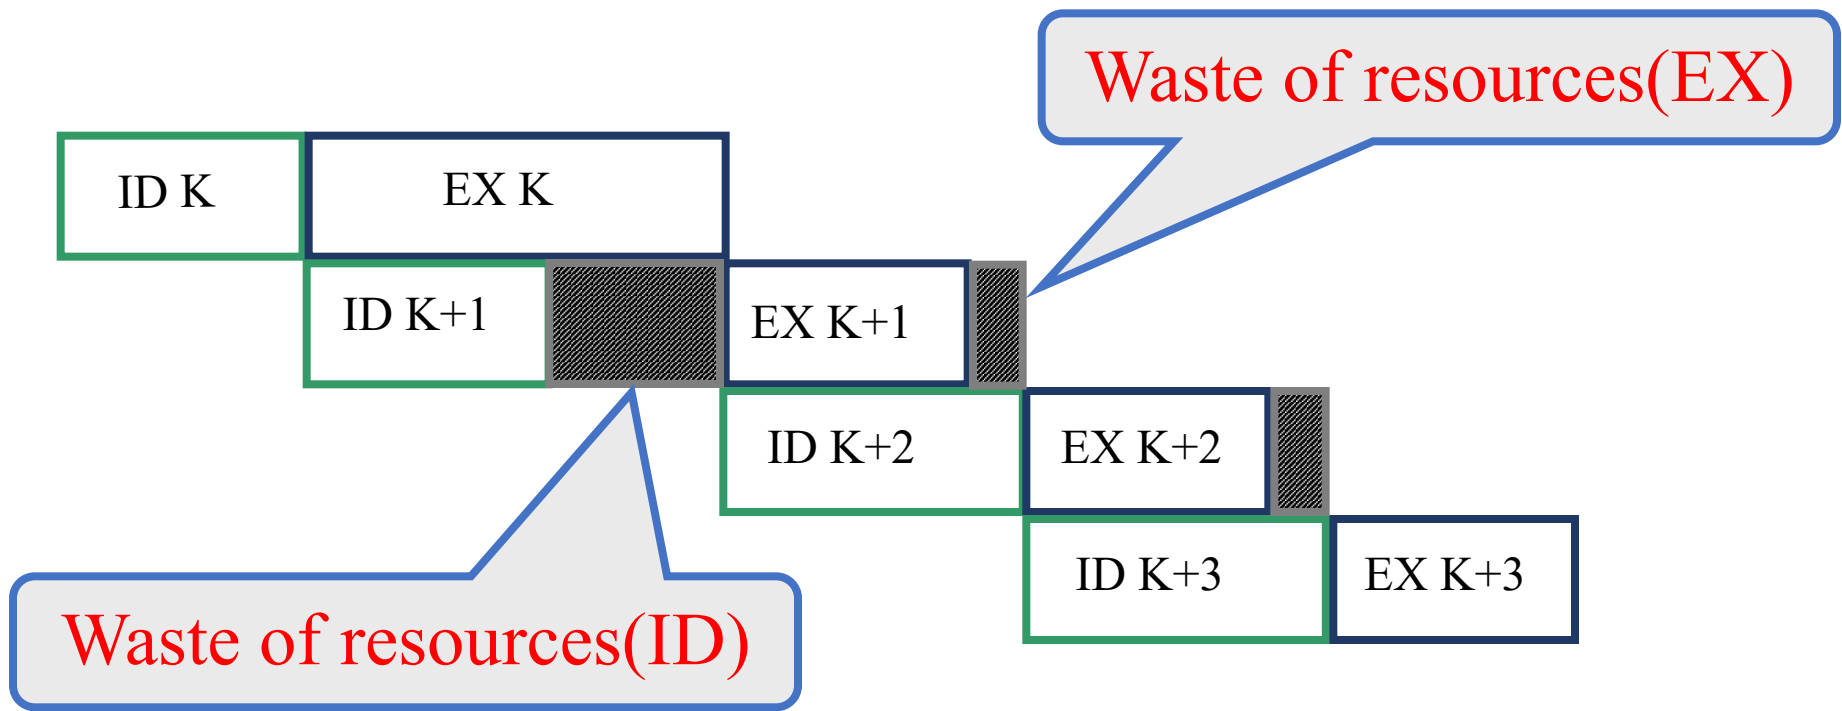 Waste of resources(EX)
ID K
EX K
ID K+1
EX K+1
ID K+2
EX K+2
ID K+3
EX K+3
Waste of resources(ID)